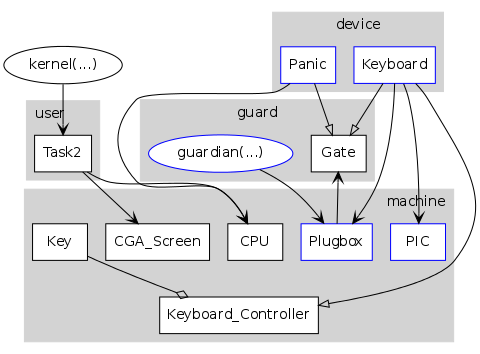 device
kernel(...)
Panic
Keyboard
user
guard
Task2
guardian(...)
Gate
machine
Key
CGA_Screen
CPU
Plugbox
PIC
Keyboard_Controller